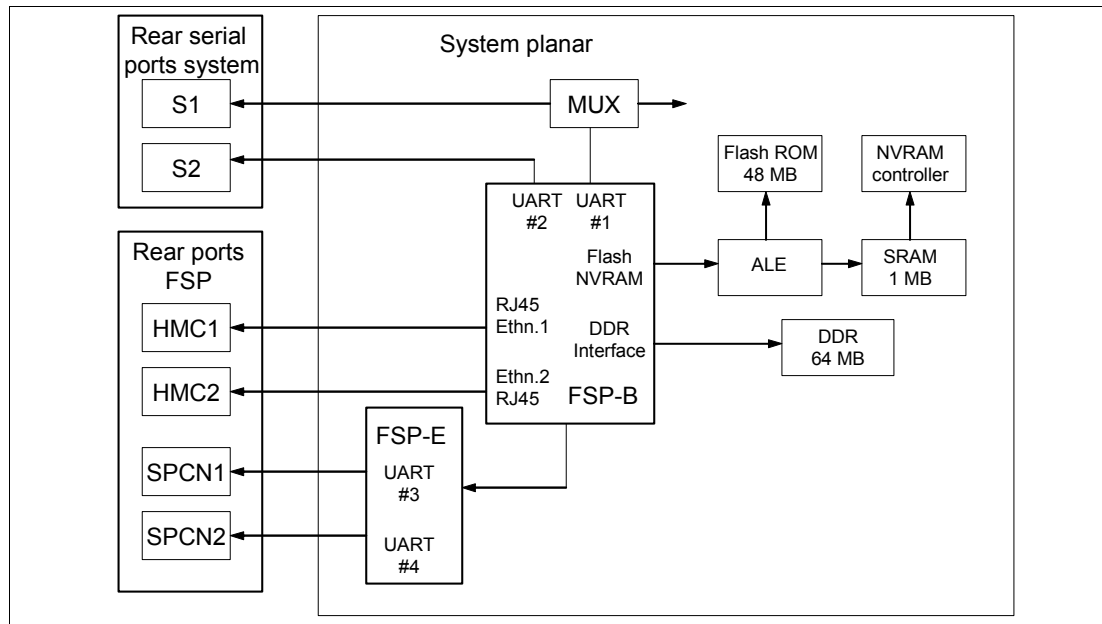 Rear serial
ports system
S1
S2
System planar
MUX
Flash ROM
48 MB
NVRAM
controller
UART
#2
UART
#1
Flash
NVRAM
ALE
SRAM
1 MB
Rear ports
FSP
HMC1
HMC2
SPCN1
SPCN2
RJ45
Ethn.1
DDR
Interface
DDR
64 MB
Ethn.2
RJ45
FSP-B
FSP-E
UART
#3
UART
#4